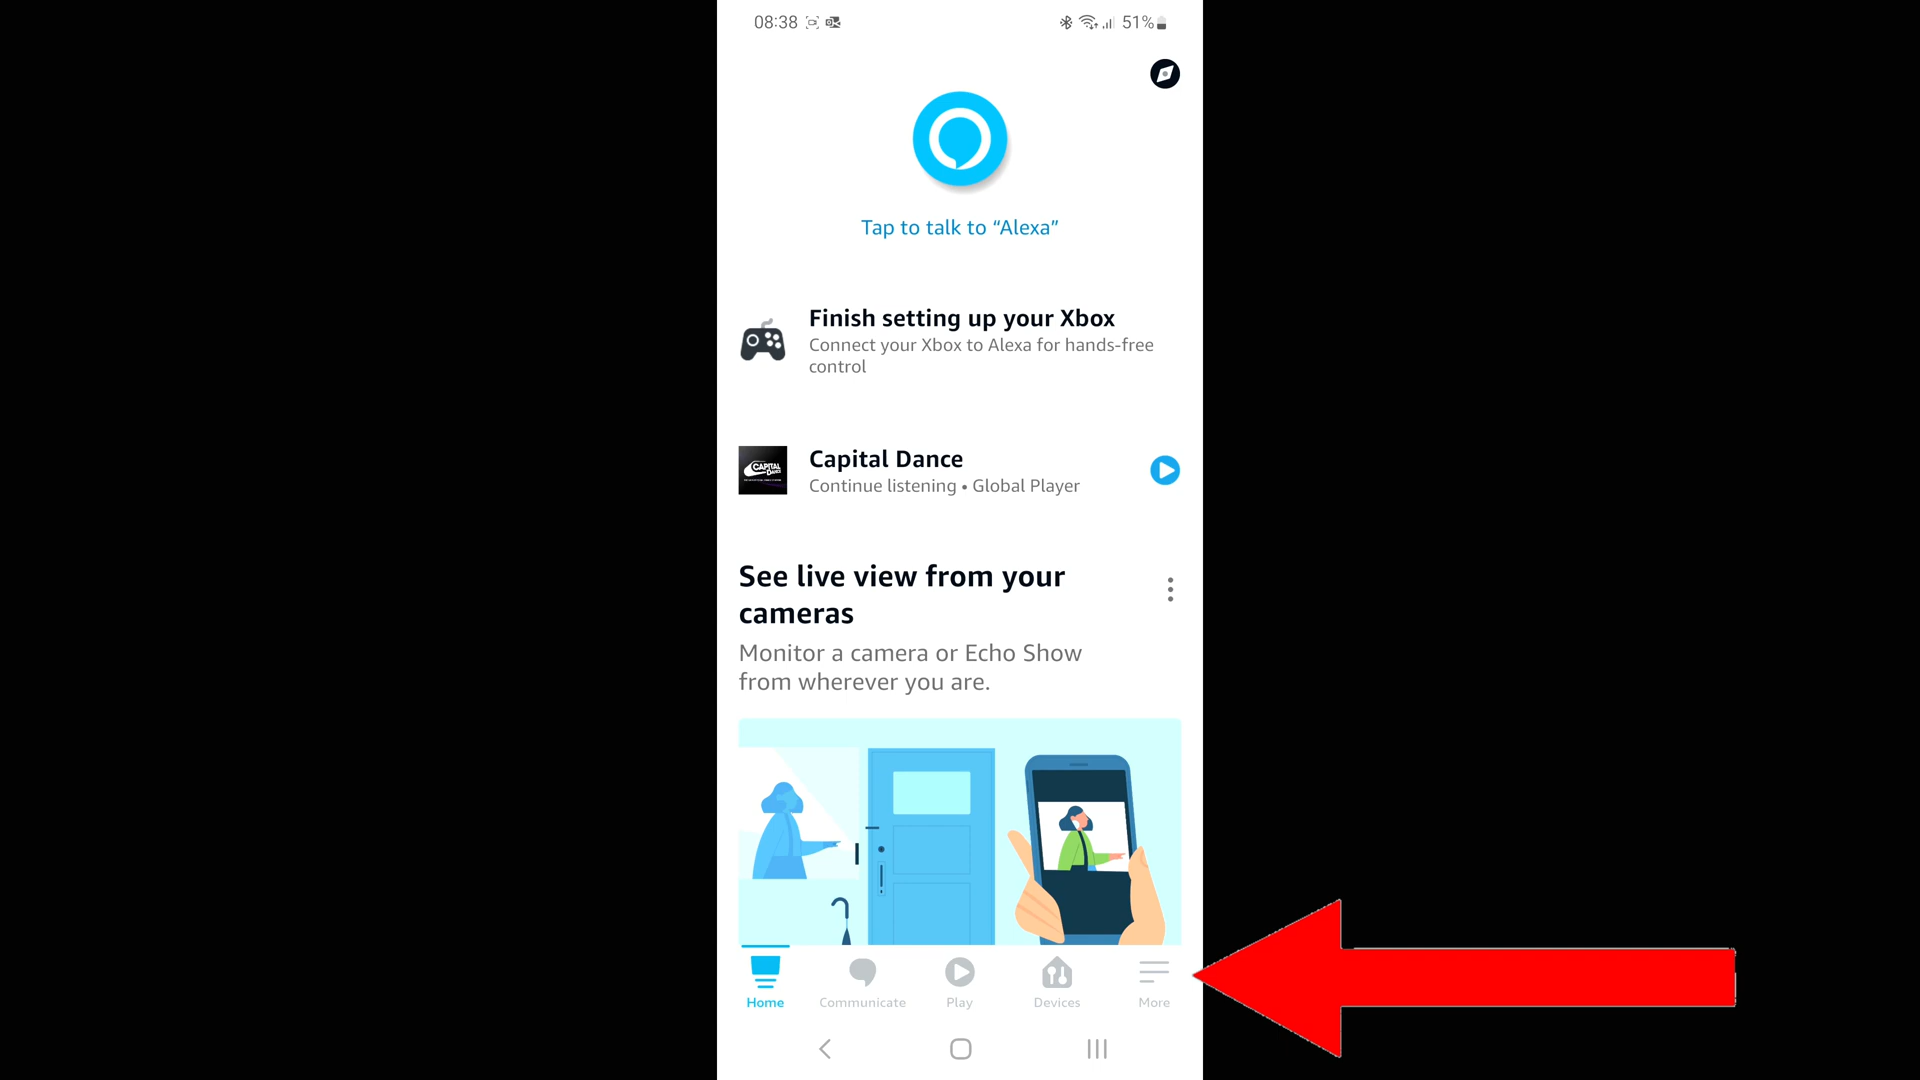 08:38
51%
Tap to talk to “Alexa”
Finish setting up your Xbox
Connect your Xbox to Alexa for hands-free
control
CAPITAL
DANCE
Capital Dance
Continue listening • Global Player
See live view from your
cameras
Monitor a camera or Echo Show
from wherever you are.
Home Communicate Play Devices More